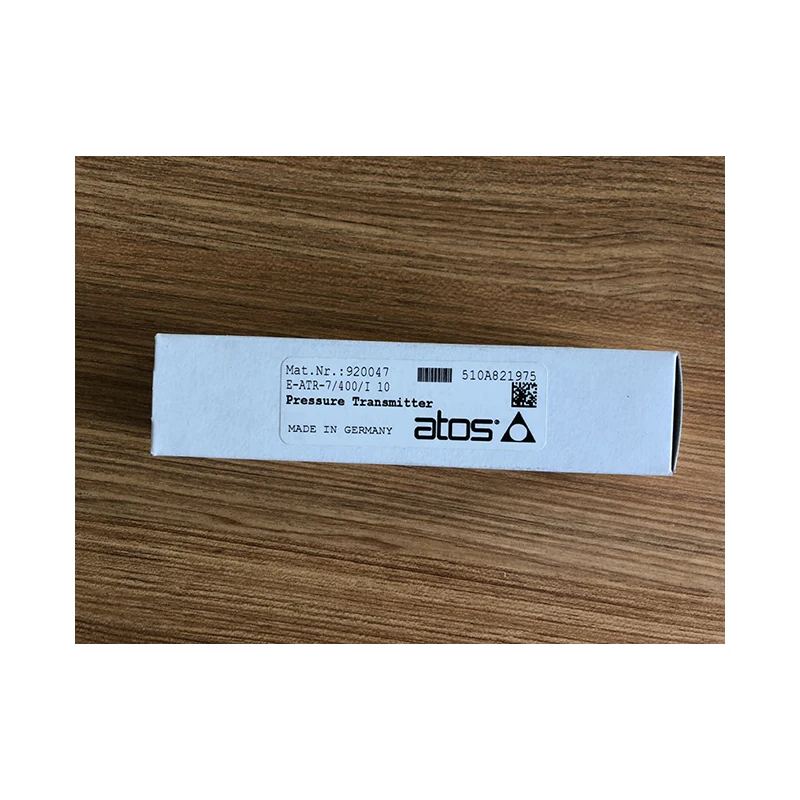 Mat.Nr.:920047 510A821975
E-ATR-7/400/I 10
Pressure Transmitter
MADE IN GERMANY atos